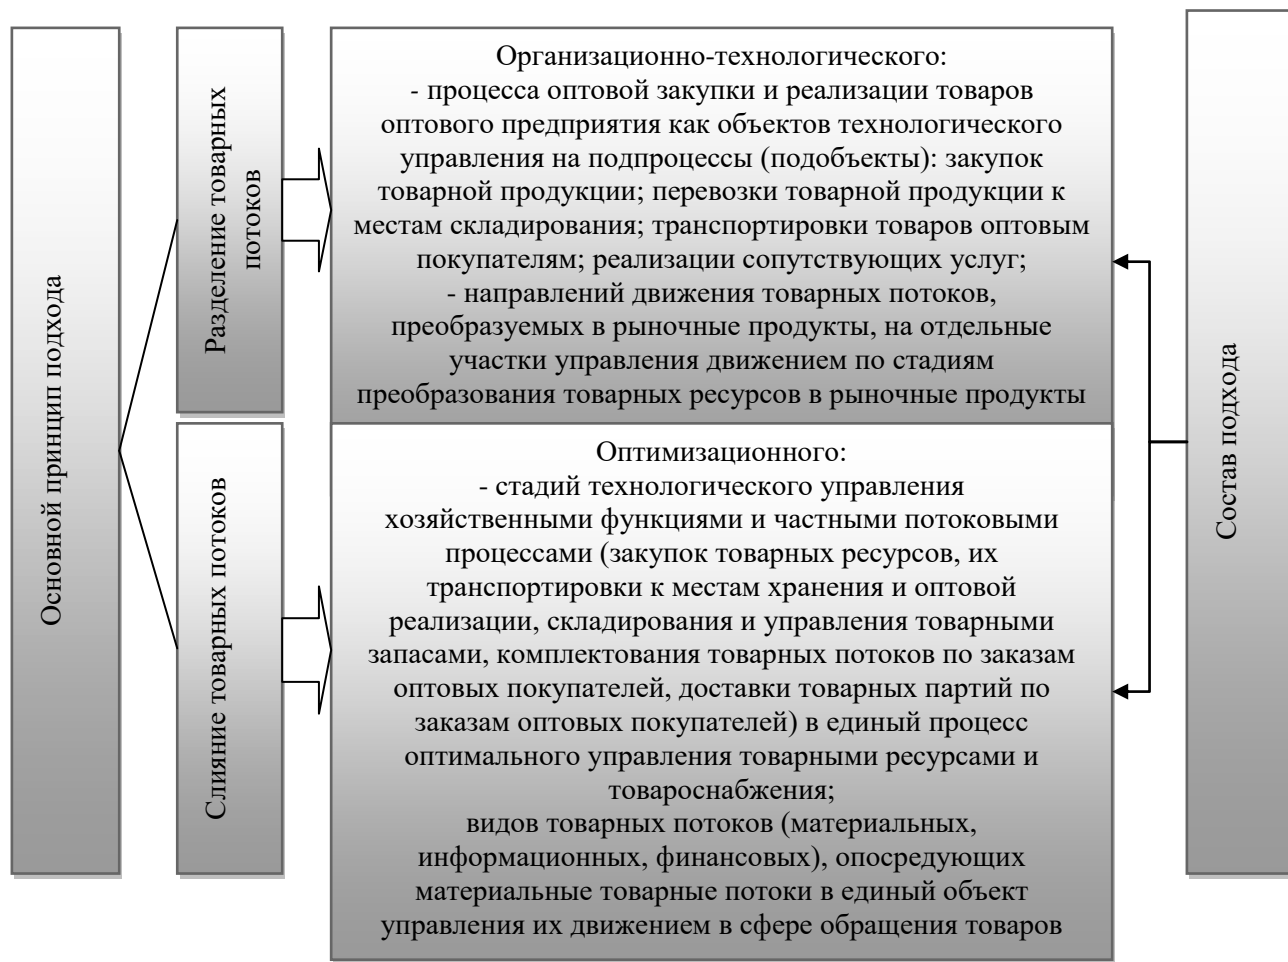 Основной принцип подхода
Разделение товарных
потоков
Организационно-технологического:
- процесса оптовой закупки и реализации товаров
оптового предприятия как объектов технологического
управления на подпроцессы (подобъекты): закупок
товарной продукции; перевозки товарной продукции к
местам складирования; транспортировки товаров оптовым
покупателям; реализации сопутствующих услуг;
- направлений движения товарных потоков,
преобразуемых в рыночные продукты, на отдельные
участки управления движением по стадиям
преобразования товарных ресурсов в рыночные продукты
Слияние товарных потоков
Оптимизационного:
- стадий технологического управления
хозяйственными функциями и частными потоковыми
процессами (закупок товарных ресурсов, их
транспортировки к местам хранения и оптовой
реализации, складирования и управления товарными
запасами, комплектования товарных потоков по заказам
оптовых покупателей, доставки товарных партий по
заказам оптовых покупателей) в единый процесс
оптимального управления товарными ресурсами и
товароснабжения;
видов товарных потоков (материальных,
информационных, финансовых), опосредующих
материальные товарные потоки в единый объект
управления их движением в сфере обращения товаров
Состав подхода